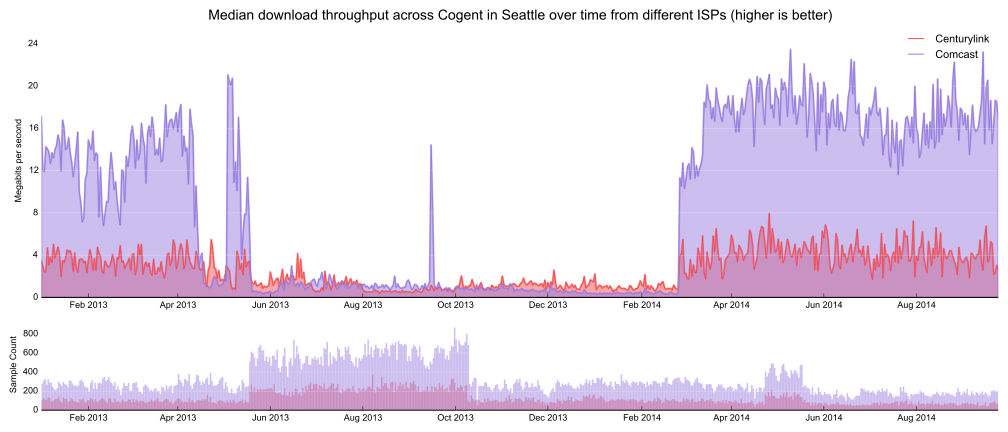 Median download throughput across Cogent in Seattle over time from different ISPs (higher is better)
Centurylink
Comcast
Megabits per second
24
20
16
12
8
4
0
Feb 2013 Apr 2013 Jun 2013 Aug 2013 Oct 2013 Dec 2013 Feb 2014 Apr 2014 Jun 2014 Aug 2014
Sample Count
800
600
400
200
0
Feb 2013 Apr 2013 Jun 2013 Aug 2013 Oct 2013 Dec 2013 Feb 2014 Apr 2014 Jun 2014 Aug 2014